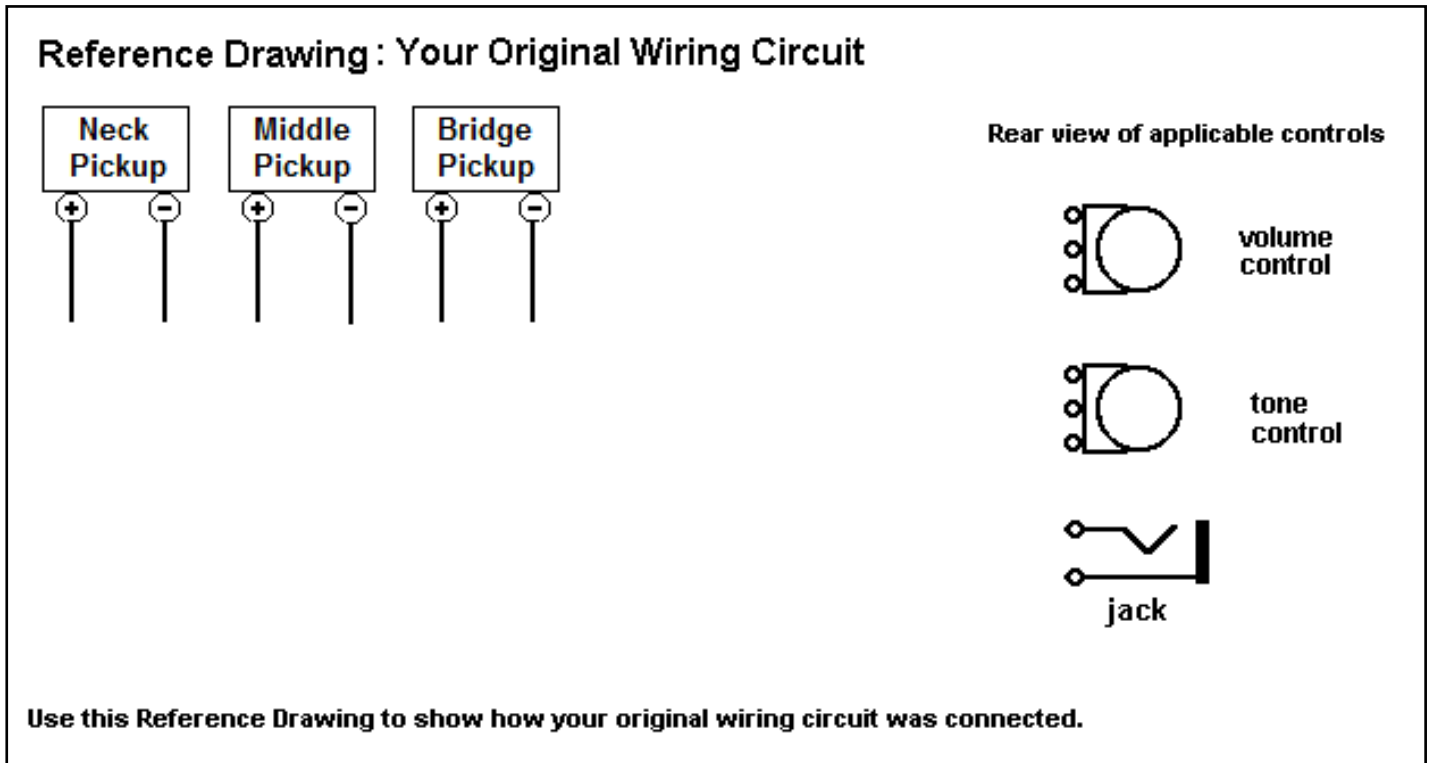 Reference Drawing : Your Original Wiring Circuit
Neck
Pickup
Middle
Pickup
Bridge
Pickup
+
−
+
−
+
−
Rear view of applicable controls
volume
control
tone
control
jack
Use this Reference Drawing to show how your original wiring circuit was connected.